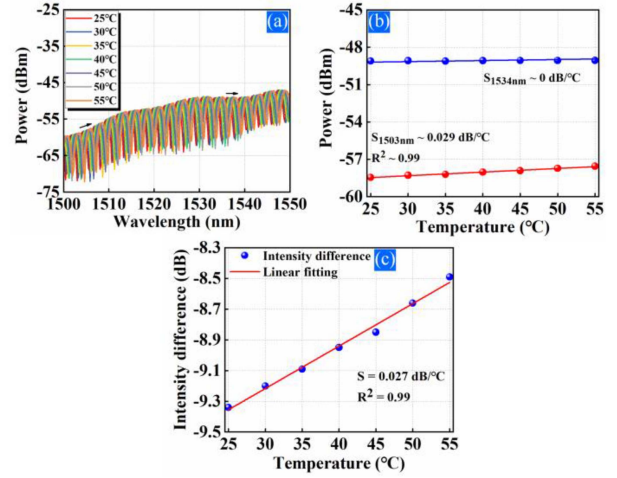 (a)
-25
-35
-45
-55
-65
-75
Power (dBm)
25℃
30℃
35℃
40℃
45℃
50℃
55℃
1500 1510 1520 1530 1540 1550
Wavelength (nm)
(b)
-45
-48
-51
-54
-57
-60
Power (dBm)
S1534nm ~ 0 dB/℃
S1503nm ~ 0.029 dB/℃
R² ~ 0.99
25 30 35 40 45 50 55
Temperature (℃)
(c)
-8.3
-8.5
-8.7
-8.9
-9.1
-9.3
-9.5
Intensity difference (dB)
Intensity difference
Linear fitting
S = 0.027 dB/℃
R² = 0.99
25 30 35 40 45 50 55
Temperature (℃)